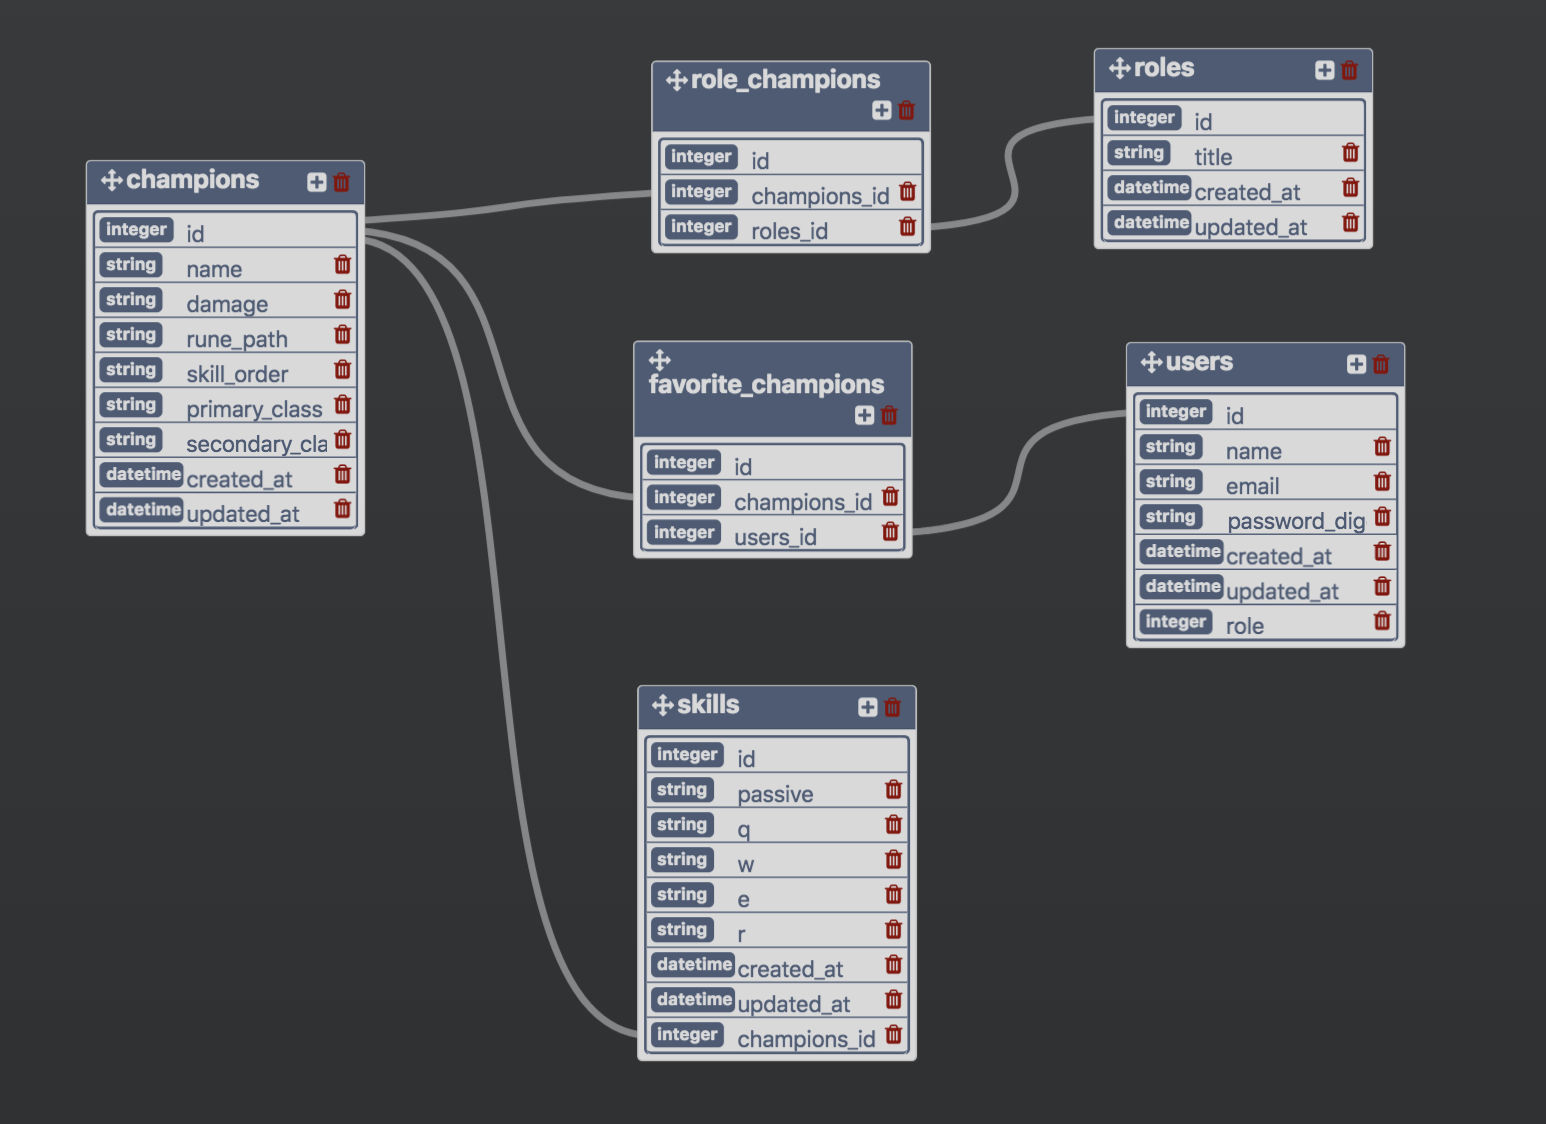 champions
integer id
string name
string damage
string rune_path
string skill_order
string primary_class
string secondary_cla
datetime created_at
datetime updated_at
role_champions
integer id
integer champions_id
integer roles_id
roles
integer id
string title
datetime created_at
datetime updated_at
favorite_champions
integer id
integer champions_id
integer users_id
users
integer id
string name
string email
string password_dig
datetime created_at
datetime updated_at
integer role
skills
integer id
string passive
string q
string w
string e
string r
datetime created_at
datetime updated_at
integer champions_id